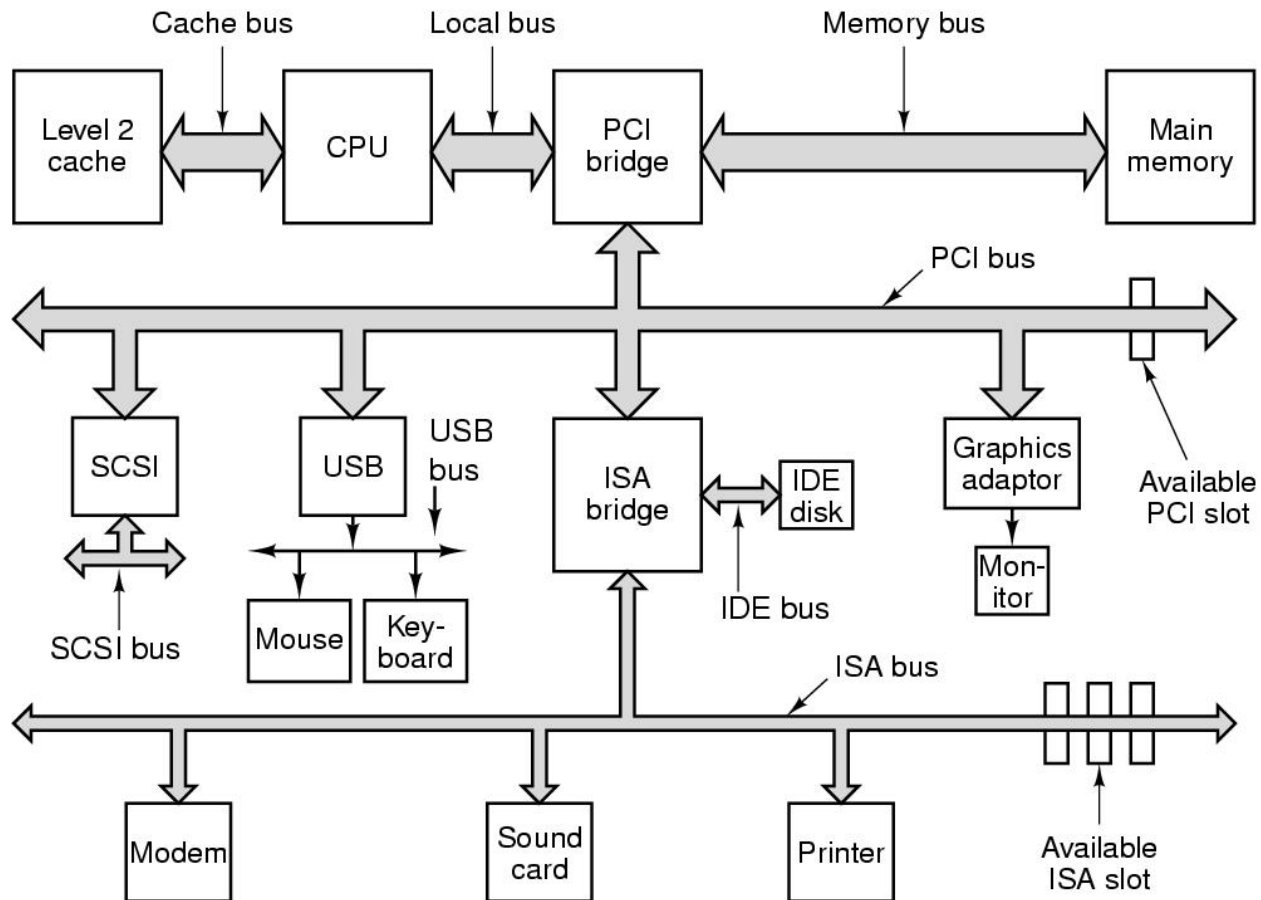 Cache bus
Local bus
Memory bus
Level 2
cache
CPU
PCI
bridge
Main
memory
PCI bus
SCSI
USB
USB
bus
ISA
bridge
IDE
disk
Graphics
adaptor
Available
PCI slot
Mon-
itor
IDE bus
Mouse
Key-
board
SCSI bus
ISA bus
Modem
Sound
card
Printer
Available
ISA slot